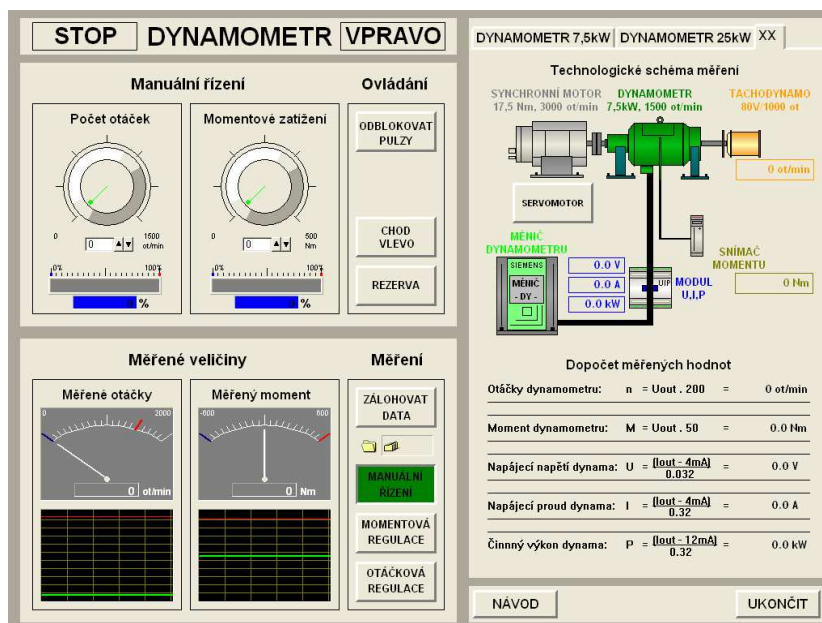 STOP DYNAMOMETR VPRAVO
Manuální řízení
Ovládání
Počet otáček
0 1500
0 ot/min
0% 100%
0 %
Momentové zatížení
0 500
0 Nm
0% 100%
0 %
ODBLOKOVAT
PULZY
CHOD
VLEVO
REZERVA
Měřené veličiny
Měření
Měřené otáčky
0 2000
0 ot/min
Měřený moment
-600 600
0 Nm
ZÁLOHOVAT
DATA
MANUÁLNÍ
ŘÍZENÍ
MOMENTOVÁ
REGULACE
OTÁČKOVÁ
REGULACE
DYNAMOMETR 7,5kW DYNAMOMETR 25kW XX
Technologické schéma měření
SYNCHRONNÍ MOTOR
17,5 Nm, 3000 ot/min
DYNAMOMETR
7,5kW, 1500 ot/min
TACHODYNAMO
80V/1000 ot
0 ot/min
SERVOMOTOR
MĚNIČ
DYNAMOMETRU
SIEMENS
MĚNIČ
- DY -
0.0 V
0.0 A
0.0 kW
UIP
MODUL
U,I,P
SNÍMAČ
MOMENTU
0 Nm
Dopočet měřených hodnot
Otáčky dynamometru: n = Uout . 200 = 0 ot/min
Moment dynamometru: M = Uout . 50 = 0.0 Nm
Napájecí napětí dynama: U = (Iout - 4mA) = 0.0 V
0.032
Napájecí proud dynama: I = (Iout - 4mA) = 0.0 A
0.32
Činnný výkon dynama: P = (Iout - 12mA) = 0.0 kW
0.32
NÁVOD
UKONČIT